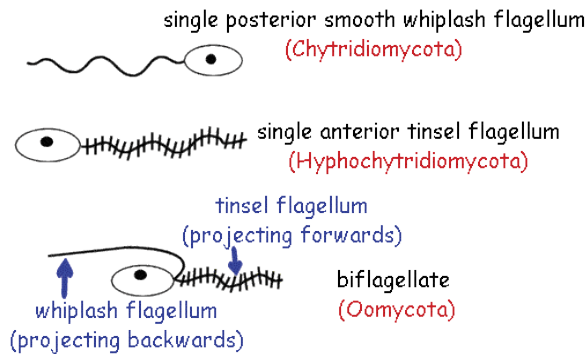 single posterior smooth whiplash flagellum
(Chytridiomycota)
single anterior tinsel flagellum
(Hyphochytridiomycota)
tinsel flagellum
(projecting forwards)
biflagellate
(Oomycota)
whiplash flagellum
(projecting backwards)